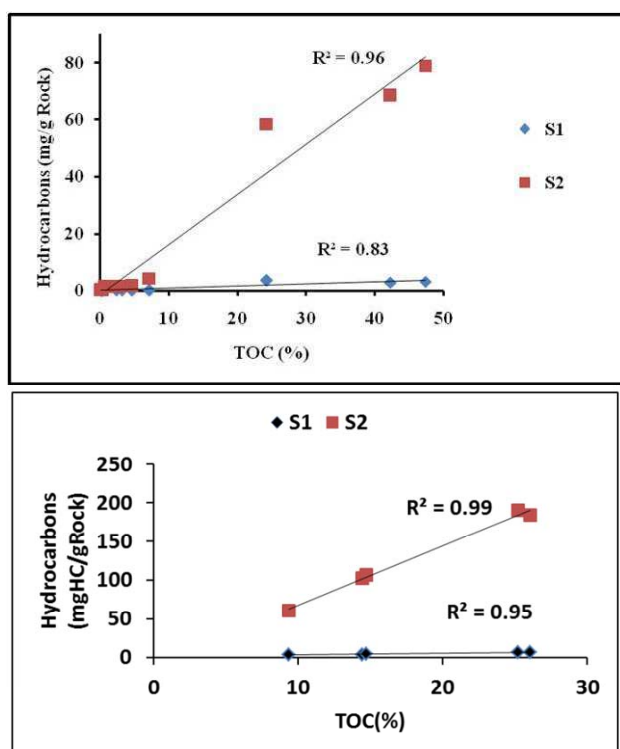 R² = 0.96
80
60
40
20
0
Hydrocarbons (mg/g Rock)
S1
S2
R² = 0.83
0
10
20
30
40
50
TOC (%)
S1
S2
250
200
150
100
50
0
Hydrocarbons
(mgHC/gRock)
R² = 0.99
R² = 0.95
0
10
20
30
TOC(%)